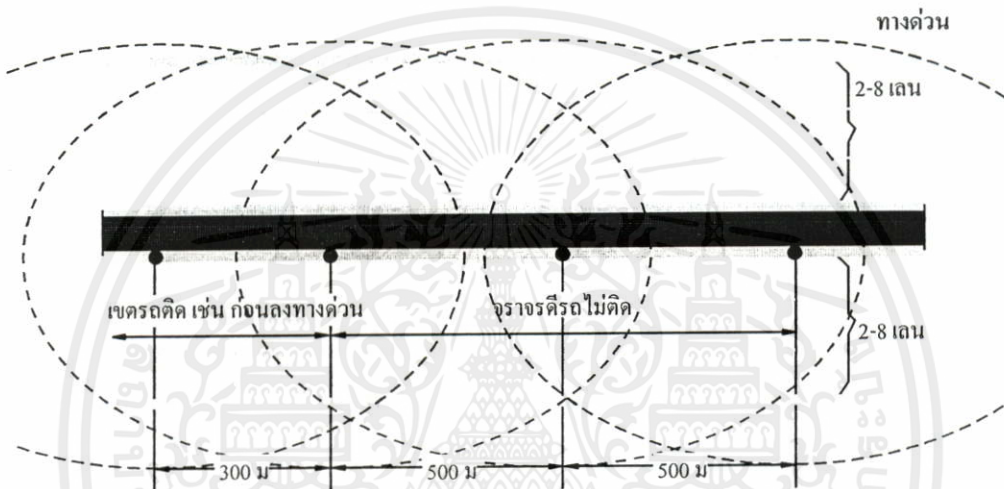 ทางด่วน
2-8 เลน
เขตรถติด เช่น ก่อนลงทางด่วน
จราจรดีรถไม่ติด
2-8 เลน
300 ม
500 ม
500 ม